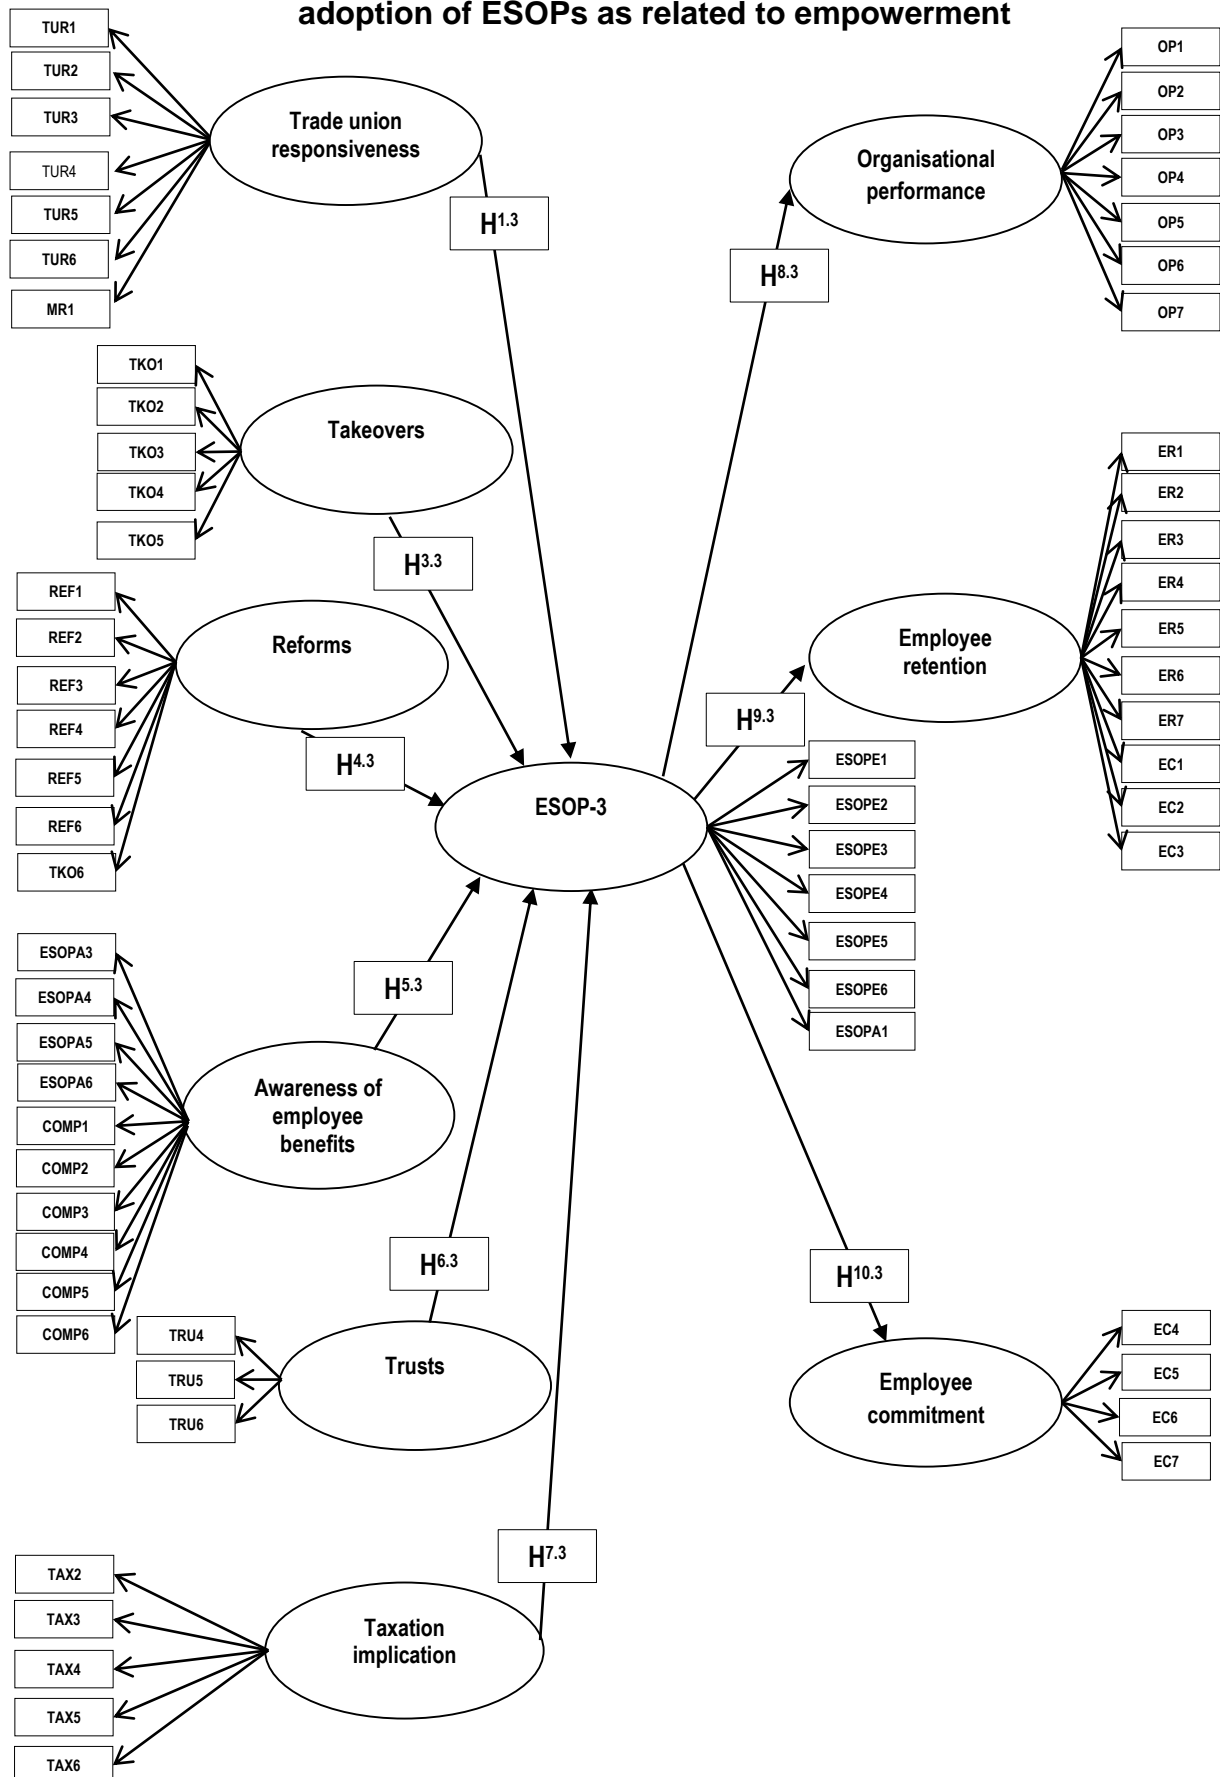 adoption of ESOPs as related to empowerment
TUR1
TUR2
TUR3
TUR4
TUR5
TUR6
MR1
Trade union
responsiveness
H1.3
TKO1
TKO2
TKO3
TKO4
TKO5
Takeovers
H3.3
REF1
REF2
REF3
REF4
REF5
REF6
TKO6
Reforms
H4.3
ESOPA3
ESOPA4
ESOPA5
ESOPA6
COMP1
COMP2
COMP3
COMP4
COMP5
COMP6
Awareness of
employee
benefits
H5.3
TRU4
TRU5
TRU6
Trusts
H6.3
TAX2
TAX3
TAX4
TAX5
TAX6
Taxation
implication
H7.3
ESOP-3
ESOPE1
ESOPE2
ESOPE3
ESOPE4
ESOPE5
ESOPE6
ESOPA1
H8.3
Organisational
performance
OP1
OP2
OP3
OP4
OP5
OP6
OP7
H9.3
Employee
retention
ER1
ER2
ER3
ER4
ER5
ER6
ER7
EC1
EC2
EC3
H10.3
Employee
commitment
EC4
EC5
EC6
EC7